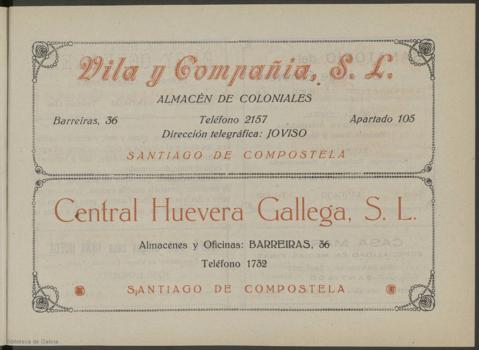 Vila y Compañia, S. L.
ALMACÉN DE COLONIALES
Barreiras, 36 Teléfono 2157 Apartado 105
Dirección telegráfica: JOVISO
SANTIAGO DE COMPOSTELA
Central Huevera Gallega, S. L.
Almacenes y Oficinas: BARREIRAS, 36
Teléfono 1732
SANTIAGO DE COMPOSTELA
Biblioteca de Galicia